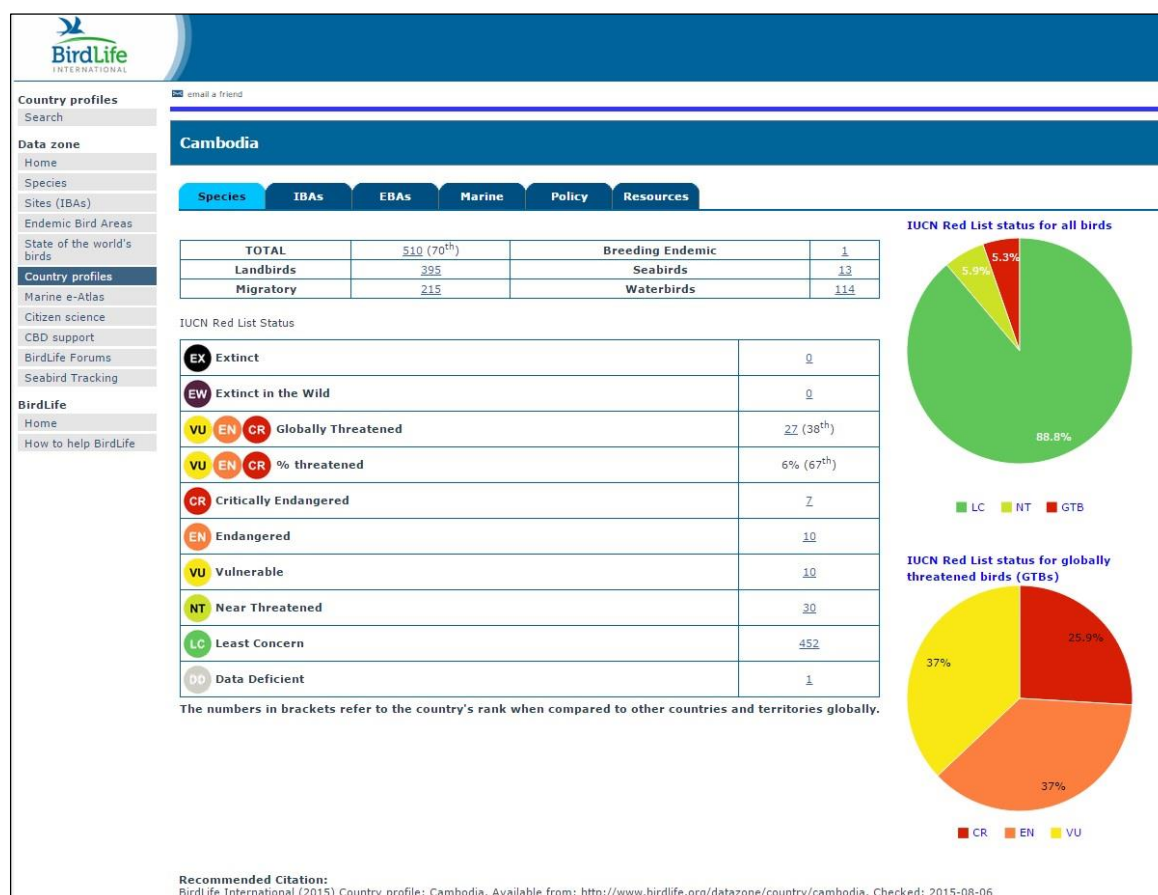 BirdLife
INTERNATIONAL
email a friend
Country profiles
Search
Data zone
Home
Species
Sites (IBAs)
Endemic Bird Areas
State of the world's
birds
Country profiles
Marine e-Atlas
Citizen science
CBD support
BirdLife Forums
Seabird Tracking
BirdLife
Home
How to help BirdLife
Cambodia
Species IBAs EBAs Marine Policy Resources
TOTAL 510 (70th) Breeding Endemic 1
Landbirds 395 Seabirds 13
Migratory 215 Waterbirds 114
IUCN Red List Status
EX Extinct 0
EW Extinct in the Wild 0
VU EN CR Globally Threatened 27 (38th)
VU EN CR % threatened 6% (67th)
CR Critically Endangered 7
EN Endangered 10
VU Vulnerable 10
NT Near Threatened 30
LC Least Concern 452
DD Data Deficient 1
The numbers in brackets refer to the country's rank when compared to other countries and territories globally.
IUCN Red List status for all birds
5.3%
5.9%
88.8%
LC NT GTB
IUCN Red List status for globally
threatened birds (GTBs)
25.9%
37%
37%
CR EN VU
Recommended Citation:
BirdLife International (2015) Country profile: Cambodia. Available from: http://www.birdlife.org/datazone/country/cambodia. Checked: 2015-08-06